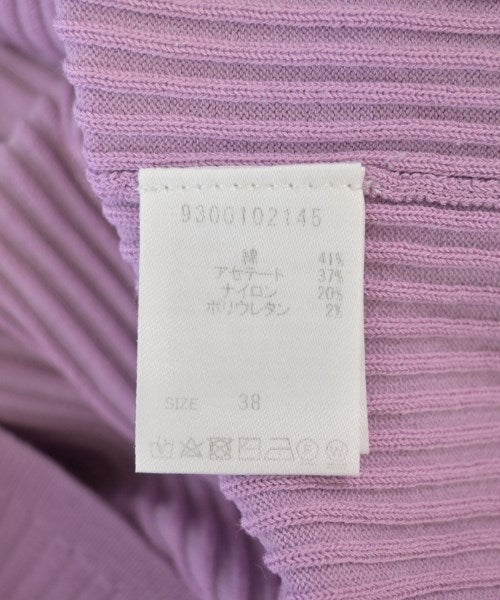 9300102145
綿 41%
アセテート 37%
ナイロン 20%
ポリウレタン 2%
SIZE 38